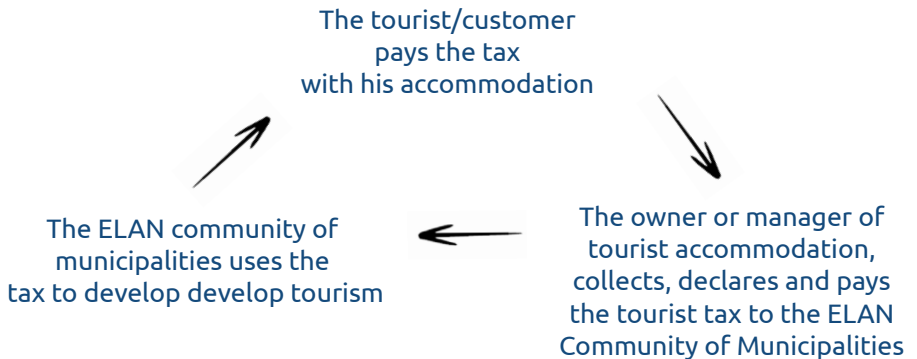 The tourist/customer
pays the tax
with his accommodation
The ELAN community of
municipalities uses the
tax to develop develop tourism
The owner or manager of
tourist accommodation,
collects, declares and pays
the tourist tax to the ELAN
Community of Municipalities